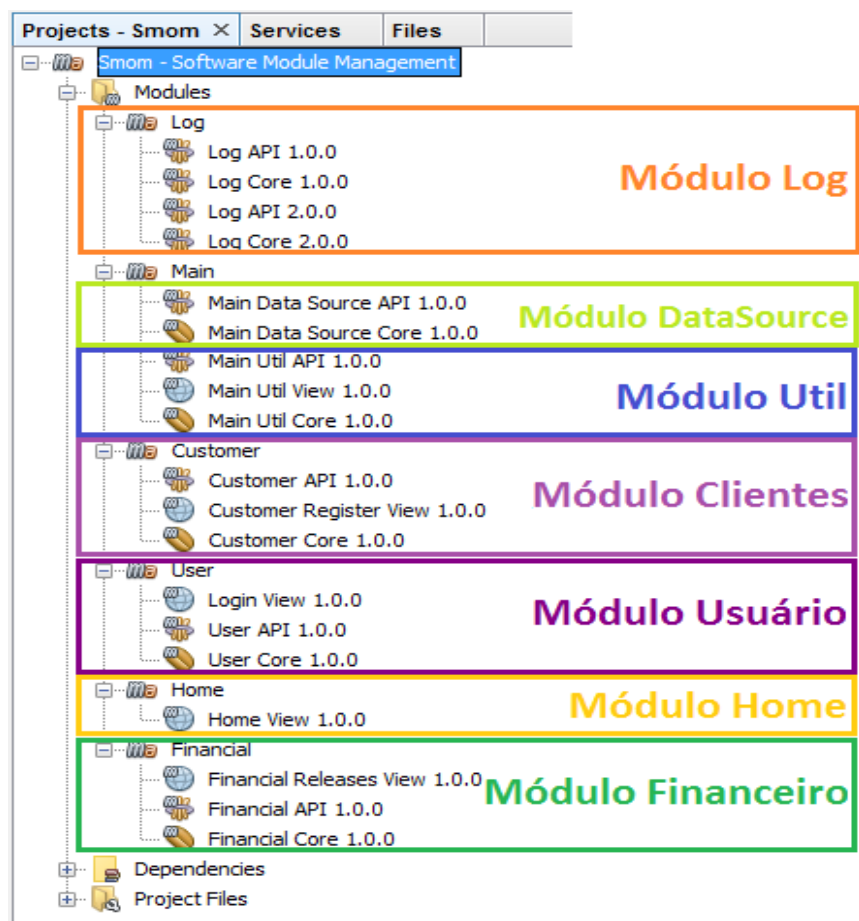 Projects - Smom × Services Files
Smom - Software Module Management
Modules
Log
Log API 1.0.0
Log Core 1.0.0
Log API 2.0.0
Log Core 2.0.0
Módulo Log
Main
Main Data Source API 1.0.0
Main Data Source Core 1.0.0
Módulo DataSource
Main Util API 1.0.0
Main Util View 1.0.0
Main Util Core 1.0.0
Módulo Util
Customer
Customer API 1.0.0
Customer Register View 1.0.0
Customer Core 1.0.0
Módulo Clientes
User
Login View 1.0.0
User API 1.0.0
User Core 1.0.0
Módulo Usuário
Home
Home View 1.0.0
Módulo Home
Financial
Financial Releases View 1.0.0
Financial API 1.0.0
Financial Core 1.0.0
Módulo Financeiro
Dependencies
Project Files